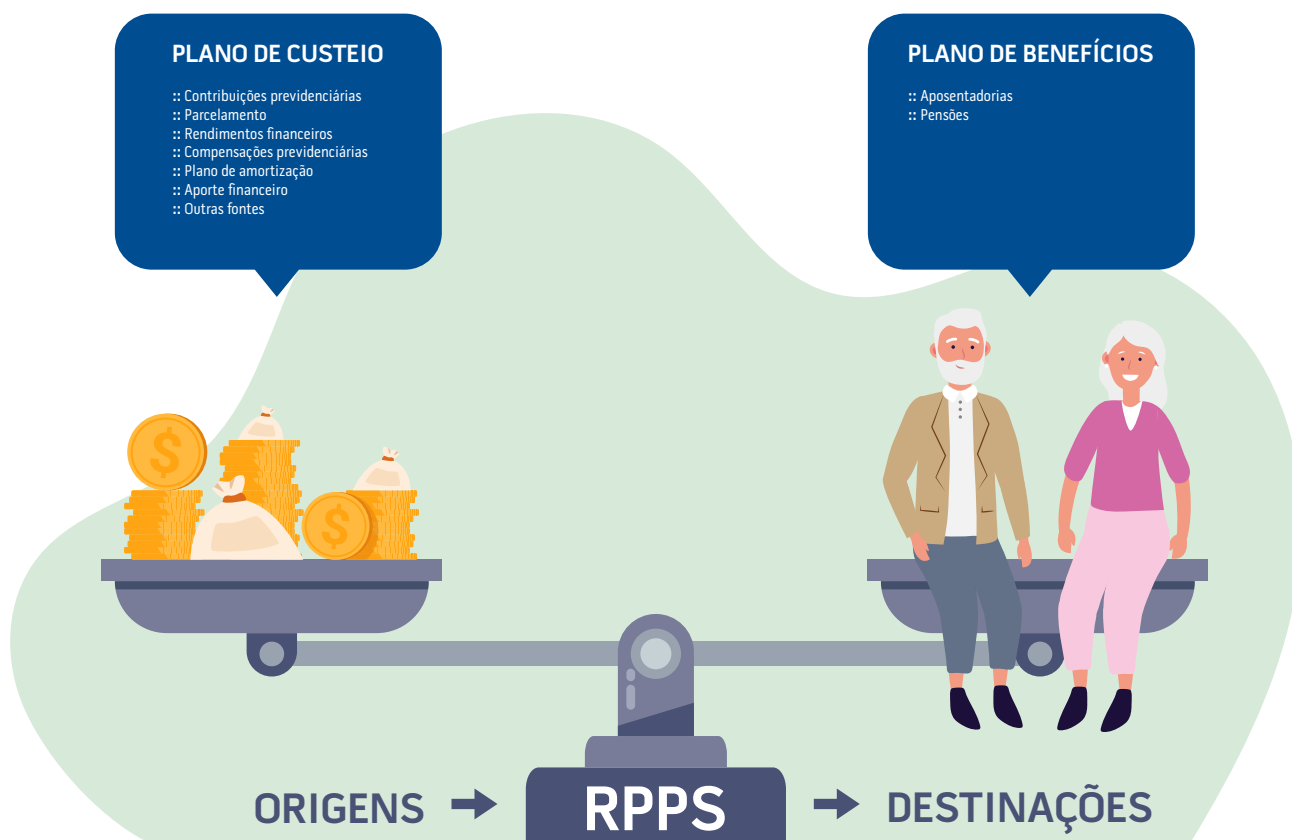 PLANO DE CUSTEIO
:: Contribuições previdenciárias
:: Parcelamento
:: Rendimentos financeiros
:: Compensações previdenciárias
:: Plano de amortização
:: Aporte financeiro
:: Outras fontes
PLANO DE BENEFÍCIOS
:: Aposentadorias
:: Pensões
$
$
ORIGENS → RPPS → DESTINAÇÕES